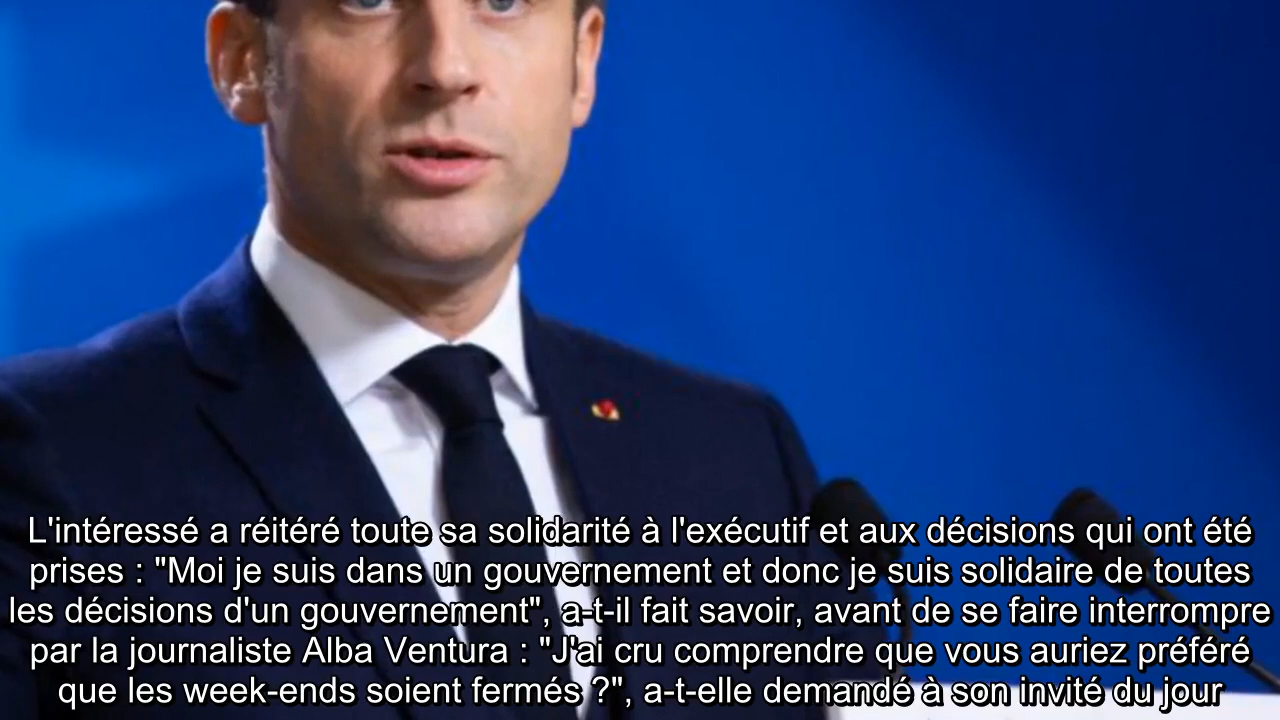 L'intéressé a réitéré toute sa solidarité à l'exécutif et aux décisions qui ont été
prises : "Moi je suis dans un gouvernement et donc je suis solidaire de toutes
les décisions d'un gouvernement", a-t-il fait savoir, avant de se faire interrompre
par la journaliste Alba Ventura : "J'ai cru comprendre que vous auriez préféré
que les week-ends soient fermés ?", a-t-elle demandé à son invité du jour